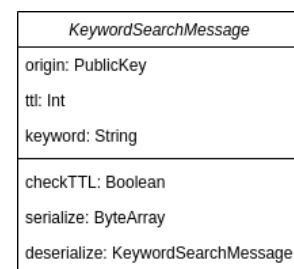 KeywordSearchMessage
origin: PublicKey
ttl: Int
keyword: String
checkTTL: Boolean
serialize: ByteArray
deserialize: KeywordSearchMessage